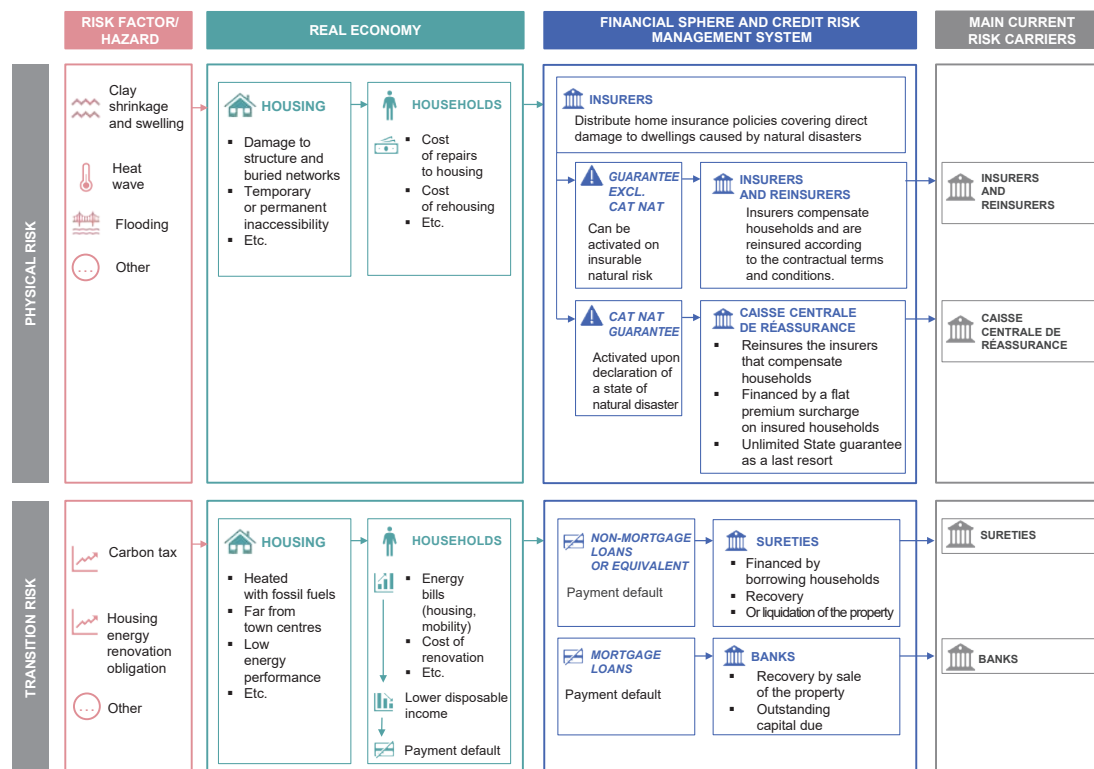 RISK FACTOR/
HAZARD
REAL ECONOMY
FINANCIAL SPHERE AND CREDIT RISK
MANAGEMENT SYSTEM
MAIN CURRENT
RISK CARRIERS
PHYSICAL RISK
Clay
shrinkage
and swelling
Heat
wave
Flooding
Other
HOUSING
▪ Damage to
structure and
buried networks
▪ Temporary
or permanent
inaccessibility
▪ Etc.
HOUSEHOLDS
▪ Cost
of repairs
to housing
▪ Cost
of rehousing
▪ Etc.
INSURERS
Distribute home insurance policies covering direct
damage to dwellings caused by natural disasters
GUARANTEE
EXCL.
CAT NAT
Can be
activated on
insurable
natural risk
INSURERS
AND REINSURERS
Insurers compensate
households and are
reinsured according
to the contractual terms
and conditions.
INSURERS
AND
REINSURERS
CAT NAT
GUARANTEE
Activated upon
declaration of
a state of
natural disaster
CAISSE CENTRALE
DE RÉASSURANCE
▪ Reinsures the insurers
that compensate
households
▪ Financed by a flat
premium surcharge
on insured households
▪ Unlimited State guarantee
as a last resort
CAISSE
CENTRALE DE
RÉASSURANCE
TRANSITION RISK
Carbon tax
Housing
energy
renovation
obligation
Other
HOUSING
▪ Heated
with fossil fuels
▪ Far from
town centres
▪ Low
energy
performance
▪ Etc.
HOUSEHOLDS
▪ Energy
bills
(housing,
mobility)
▪ Cost of
renovation
▪ Etc.
Lower disposable
income
Payment default
NON-MORTGAGE
LOANS
OR EQUIVALENT
Payment default
SURETIES
▪ Financed by
borrowing households
▪ Recovery
▪ Or liquidation of the property
SURETIES
MORTGAGE
LOANS
Payment default
BANKS
▪ Recovery by sale
of the property
▪ Outstanding
capital due
BANKS